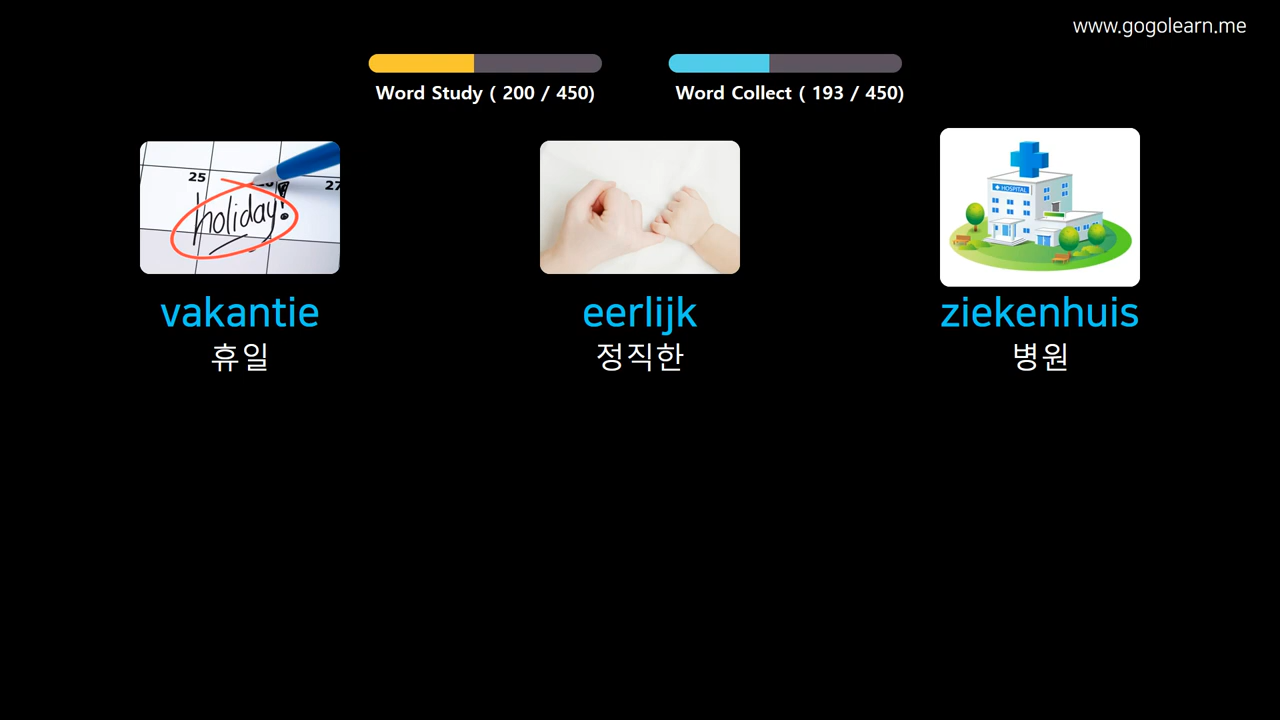 www.gogolearn.me
Word Study ( 200 / 450)
Word Collect ( 193 / 450)
25
27
holiday!
HOSPITAL
vakantie
eerlijk
ziekenhuis
휴일
정직한
병원